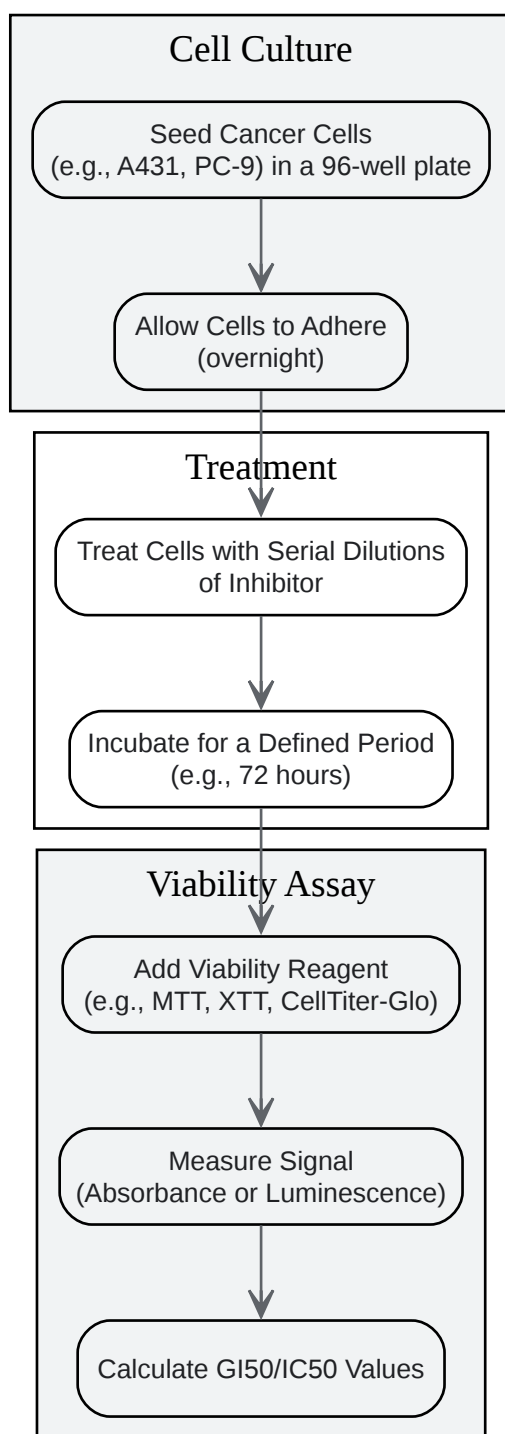 Cell Culture
Seed Cancer Cells
(e.g., A431, PC-9) in a 96-well plate
Allow Cells to Adhere
(overnight)
Treatment
Treat Cells with Serial Dilutions
of Inhibitor
Incubate for a Defined Period
(e.g., 72 hours)
Viability Assay
Add Viability Reagent
(e.g., MTT, XTT, CellTiter-Glo)
Measure Signal
(Absorbance or Luminescence)
Calculate GI50/IC50 Values